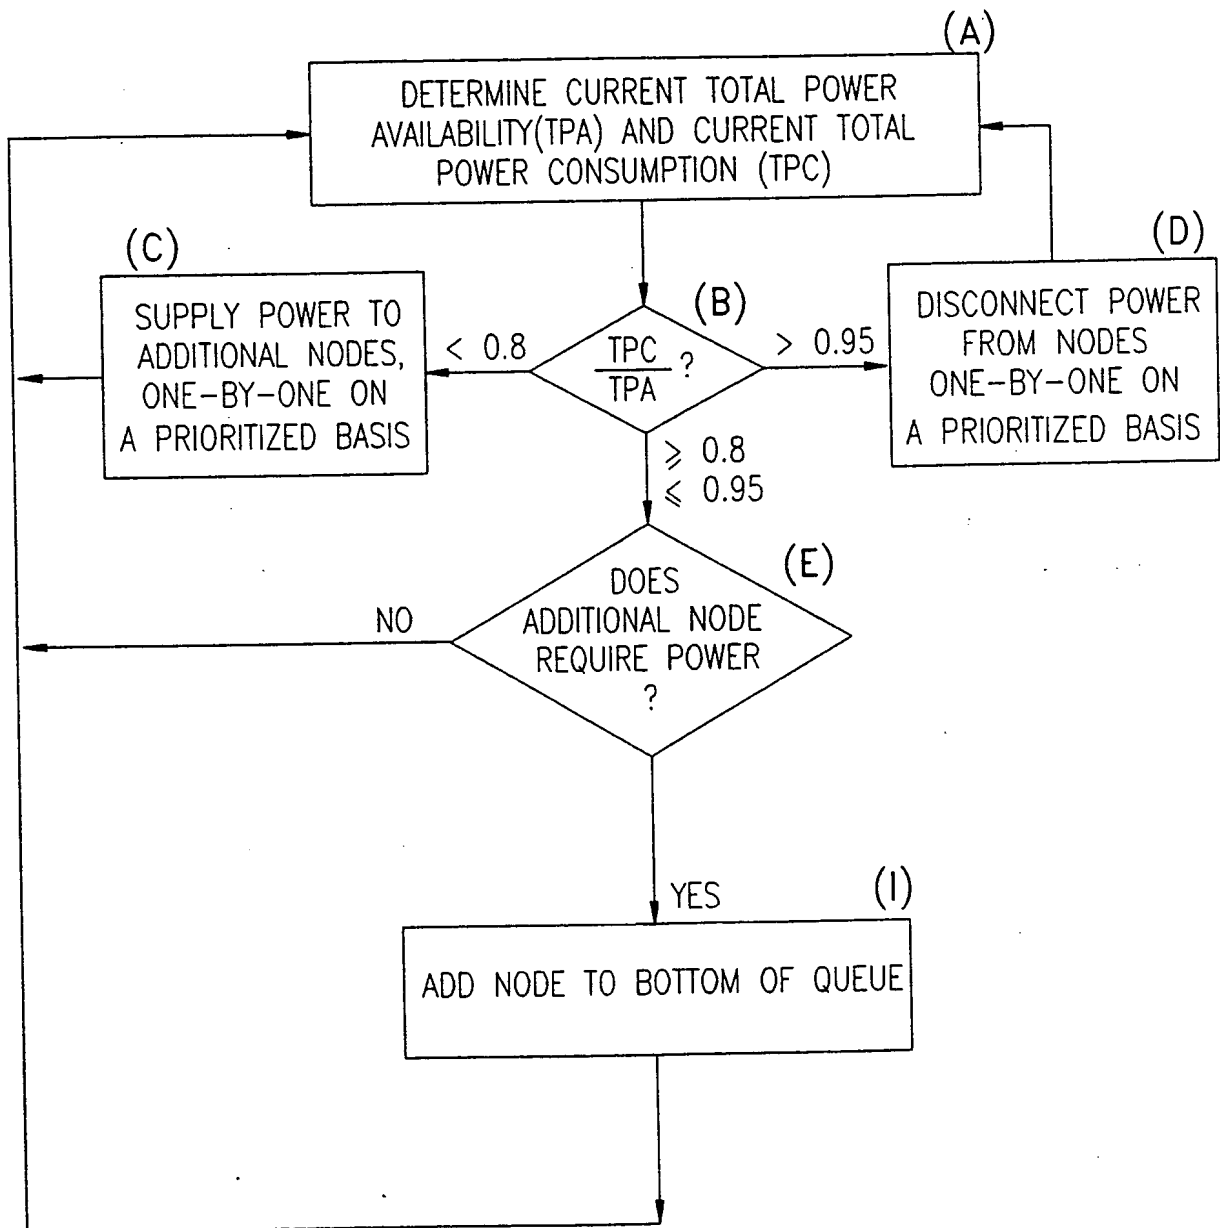 (A)
DETERMINE CURRENT TOTAL POWER
AVAILABILITY(TPA) AND CURRENT TOTAL
POWER CONSUMPTION (TPC)
(C)
SUPPLY POWER TO
ADDITIONAL NODES,
ONE-BY-ONE ON
A PRIORITIZED BASIS
< 0.8
(B)
TPC
TPA
?
> 0.95
(D)
DISCONNECT POWER
FROM NODES
ONE-BY-ONE ON
A PRIORITIZED BASIS
⩾ 0.8
⩽ 0.95
(E)
DOES
ADDITIONAL NODE
REQUIRE POWER
?
NO
YES
(I)
ADD NODE TO BOTTOM OF QUEUE